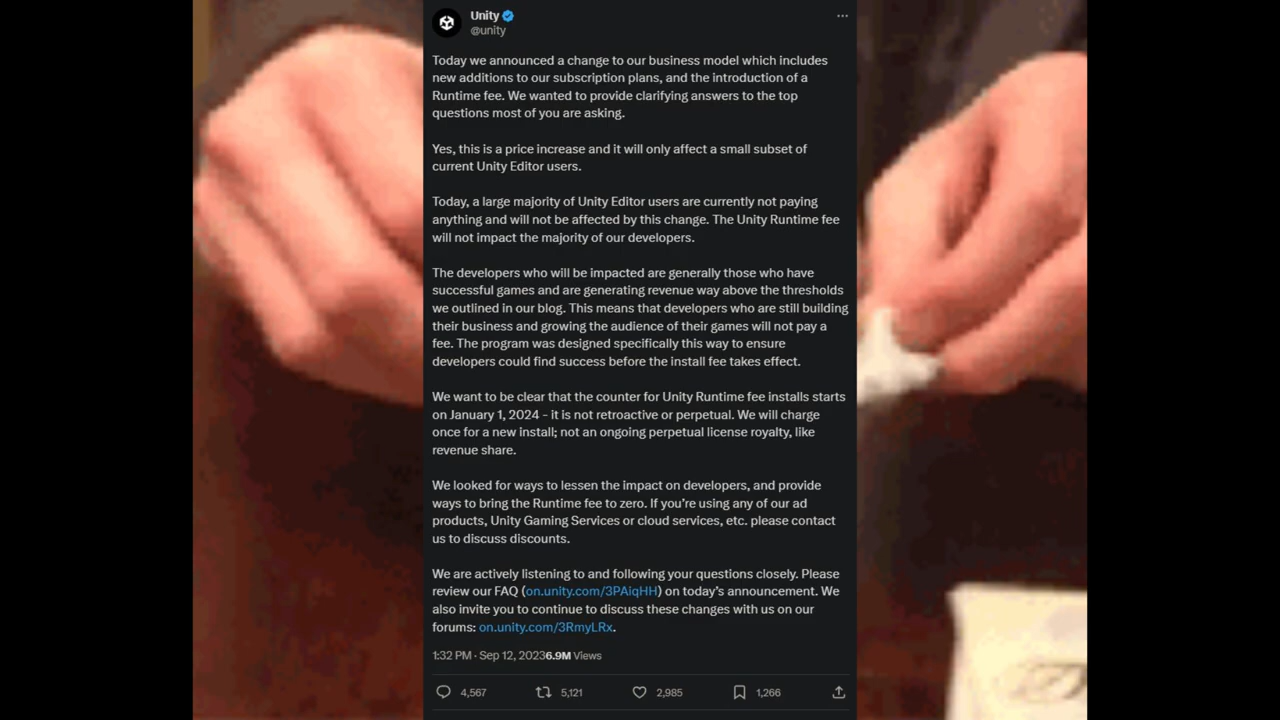 Unity
@unity
Today we announced a change to our business model which includes
new additions to our subscription plans, and the introduction of a
Runtime fee. We wanted to provide clarifying answers to the top
questions most of you are asking.
Yes, this is a price increase and it will only affect a small subset of
current Unity Editor users.
Today, a large majority of Unity Editor users are currently not paying
anything and will not be affected by this change. The Unity Runtime fee
will not impact the majority of our developers.
The developers who will be impacted are generally those who have
successful games and are generating revenue way above the thresholds
we outlined in our blog. This means that developers who are still building
their business and growing the audience of their games will not pay a
fee. The program was designed specifically this way to ensure
developers could find success before the install fee takes effect.
We want to be clear that the counter for Unity Runtime fee installs starts
on January 1, 2024 - it is not retroactive or perpetual. We will charge
once for a new install; not an ongoing perpetual license royalty, like
revenue share.
We looked for ways to lessen the impact on developers, and provide
ways to bring the Runtime fee to zero. If you're using any of our ad
products, Unity Gaming Services or cloud services, etc. please contact
us to discuss discounts.
We are actively listening to and following your questions closely. Please
review our FAQ (on.unity.com/3PAiqHH) on today's announcement. We
also invite you to continue to discuss these changes with us on our
forums: on.unity.com/3RmyLRx.
1:32 PM · Sep 12, 20236.9M Views
4,567 5,121 2,985 1,266